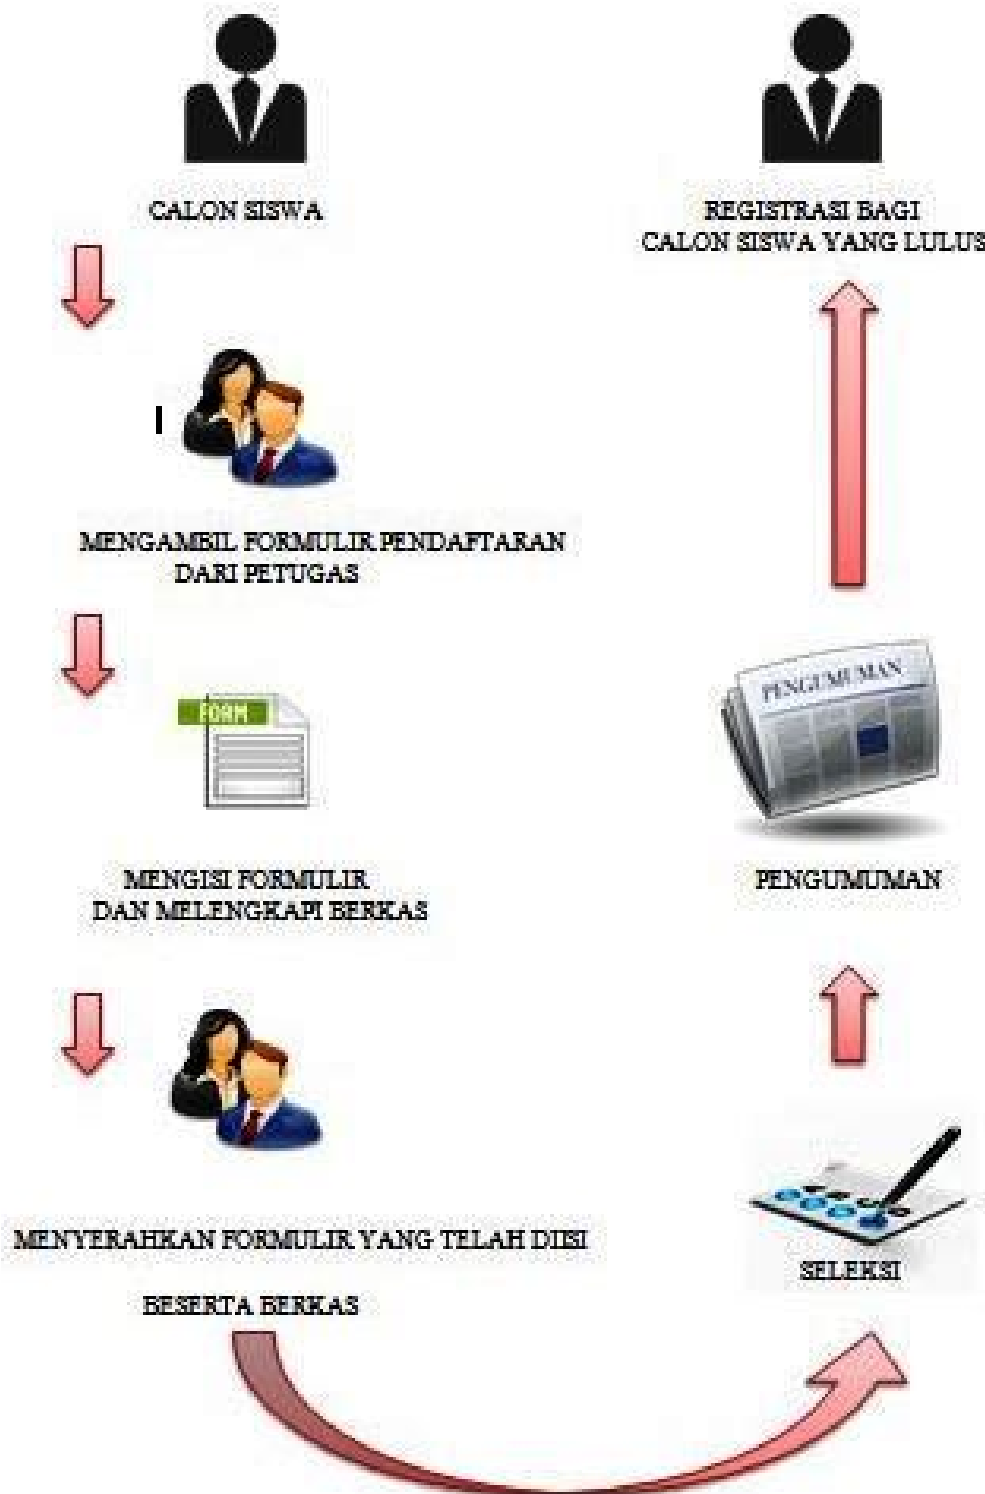 CALON SISWA
MENGAMBIL FORMULIR PENDAFTARAN
DARI PETUGAS
FORM
MENGISI FORMULIR
DAN MELENGKAPI BERKAS
MENYERAHKAN FORMULIR YANG TELAH DIISI
BESERTA BERKAS
SELEKSI
PENGUMUMAN
PENGUMUMAN
REGISTRASI BAGI
CALON SISWA YANG LULUS